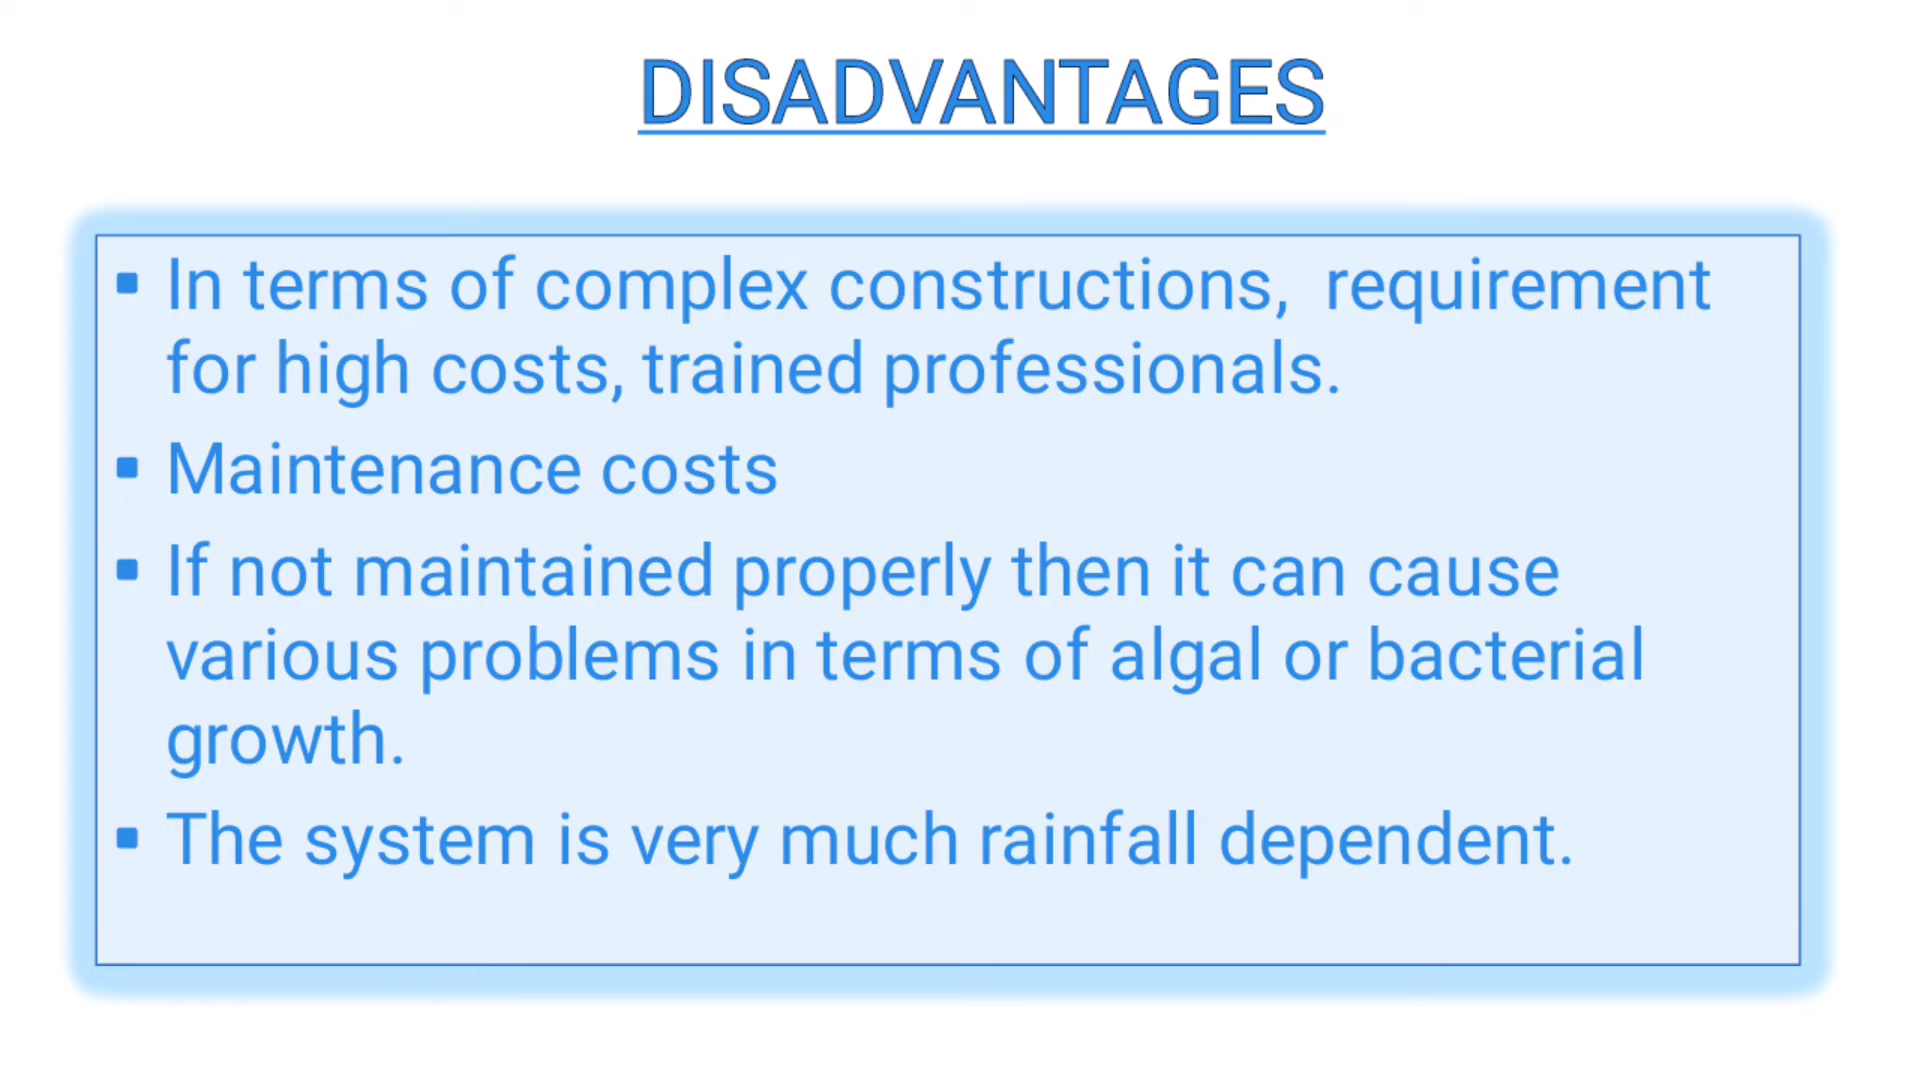 DISADVANTAGES
▪ In terms of complex constructions,  requirement
for high costs, trained professionals.
▪ Maintenance costs
▪ If not maintained properly then it can cause
various problems in terms of algal or bacterial
growth.
▪ The system is very much rainfall dependent.